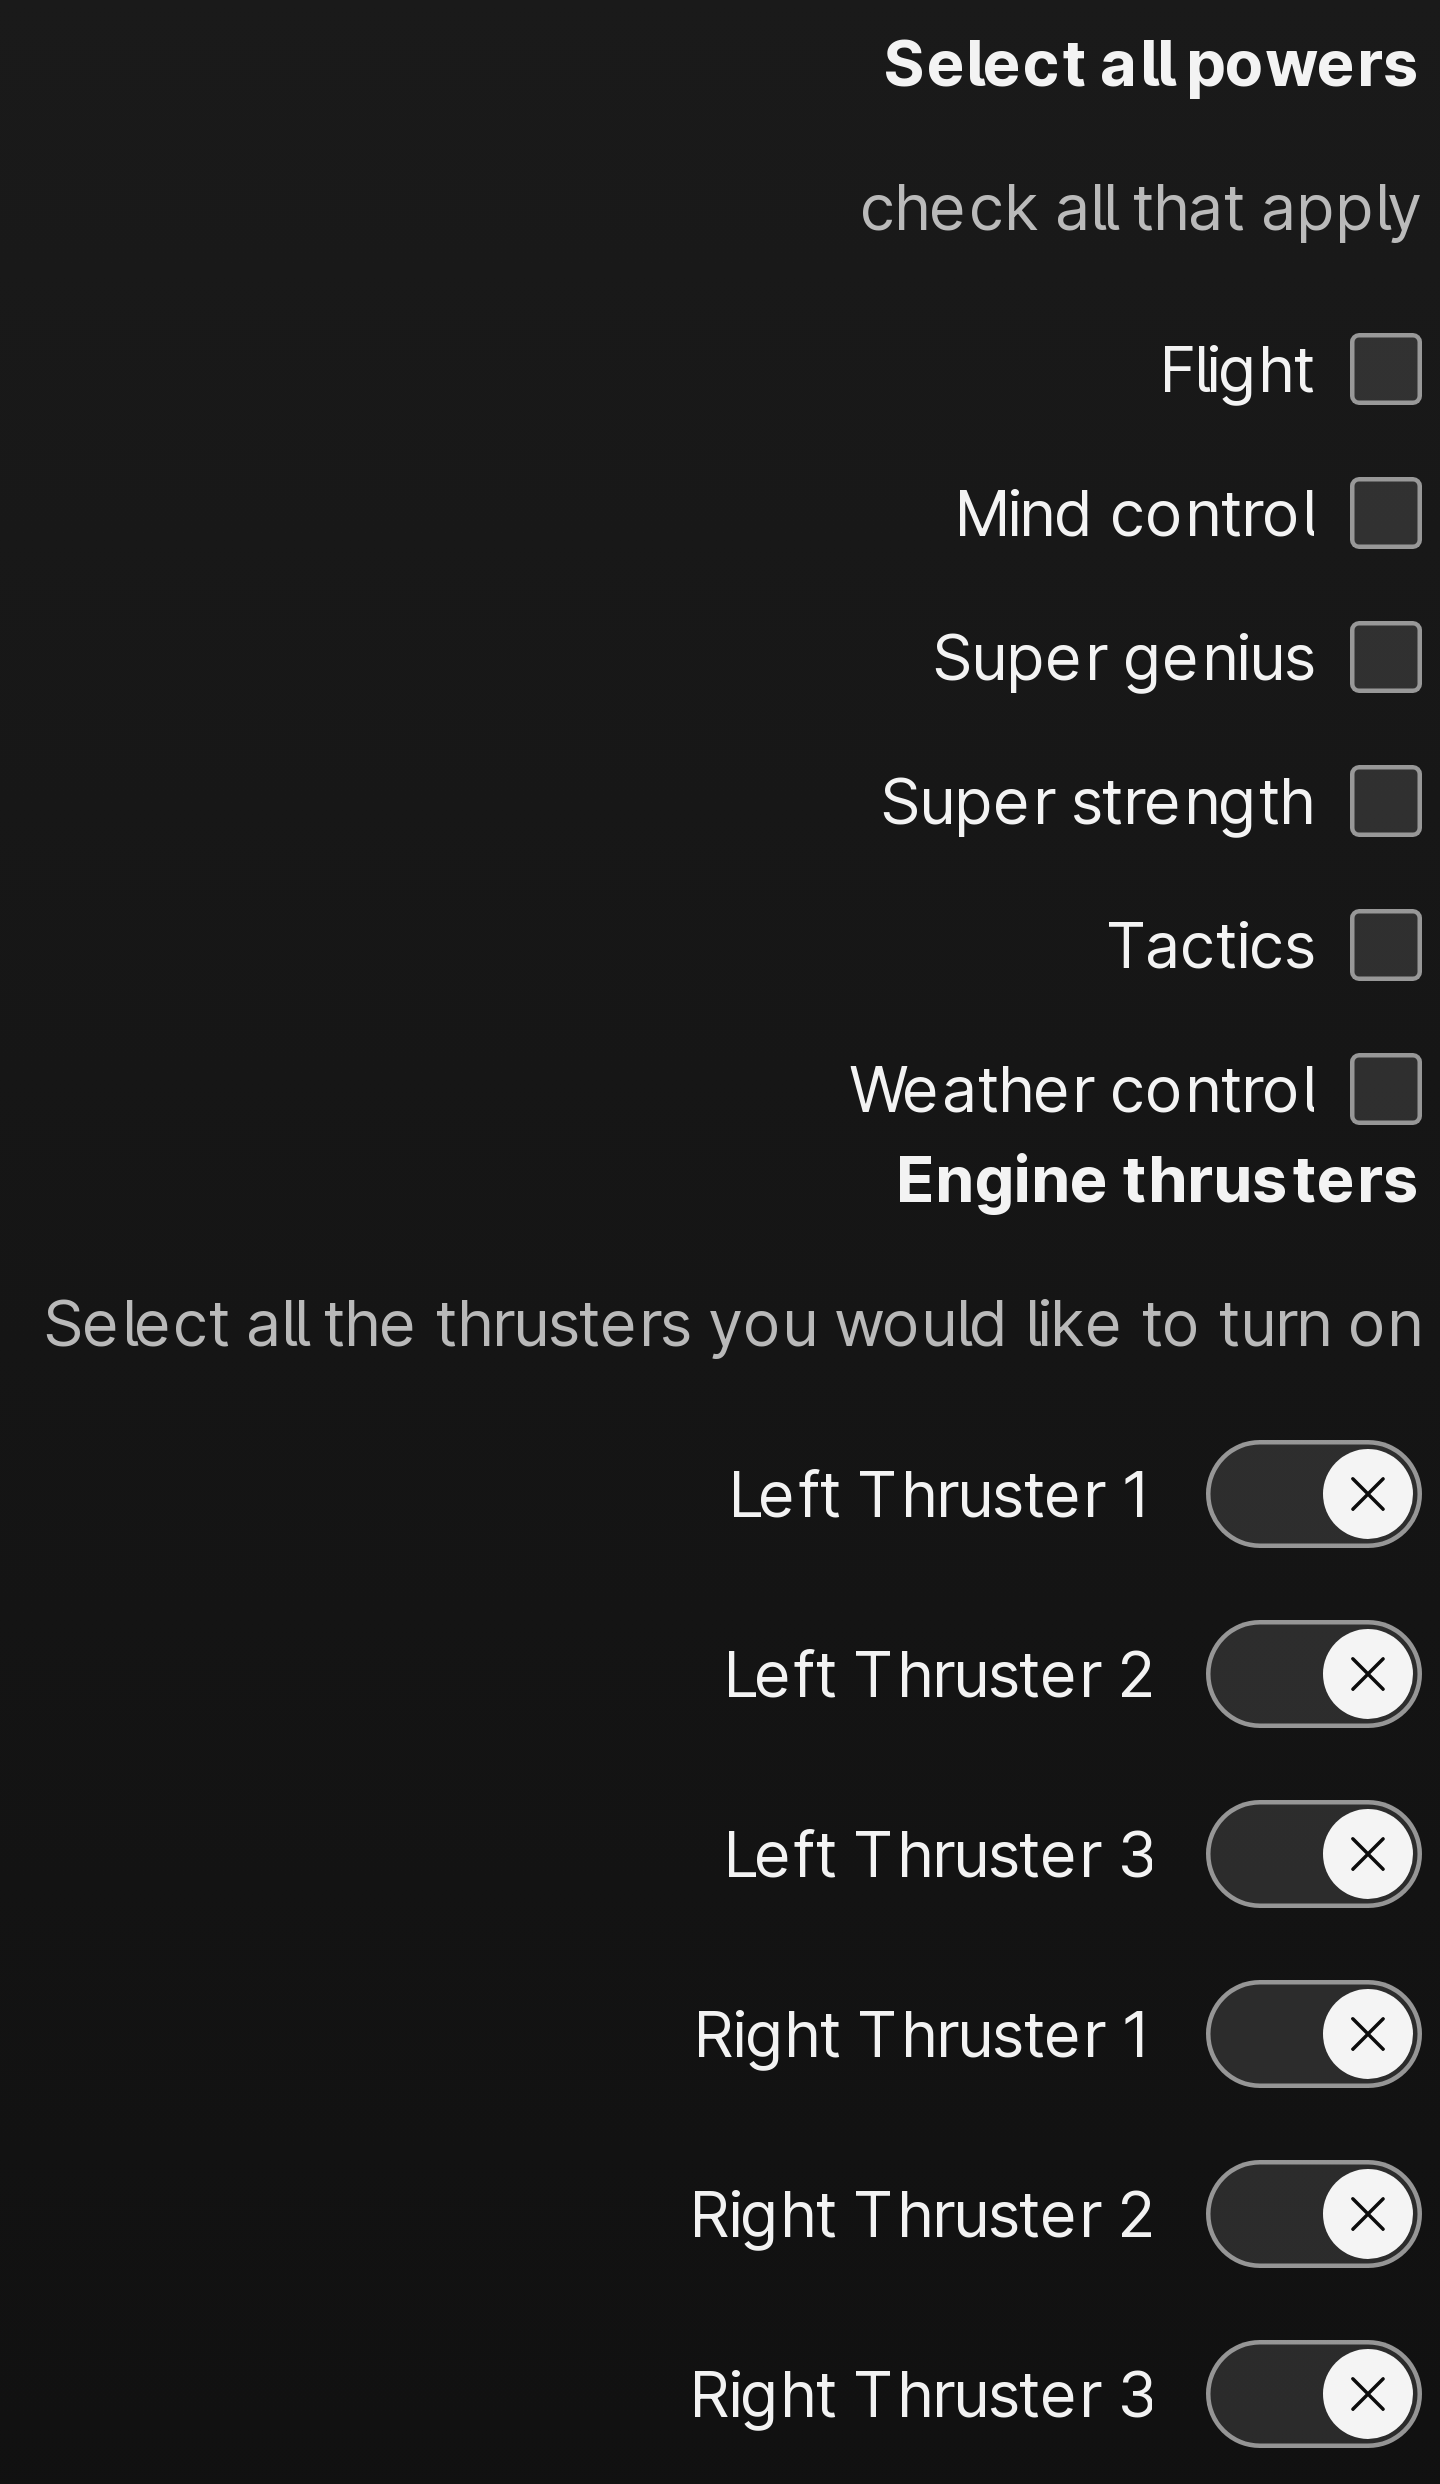 Select all powers
check all that apply
Flight
Mind control
Super genius
Super strength
Tactics
Weather control
Engine thrusters
Select all the thrusters you would like to turn on
Left Thruster 1
Left Thruster 2
Left Thruster 3
Right Thruster 1
Right Thruster 2
Right Thruster 3